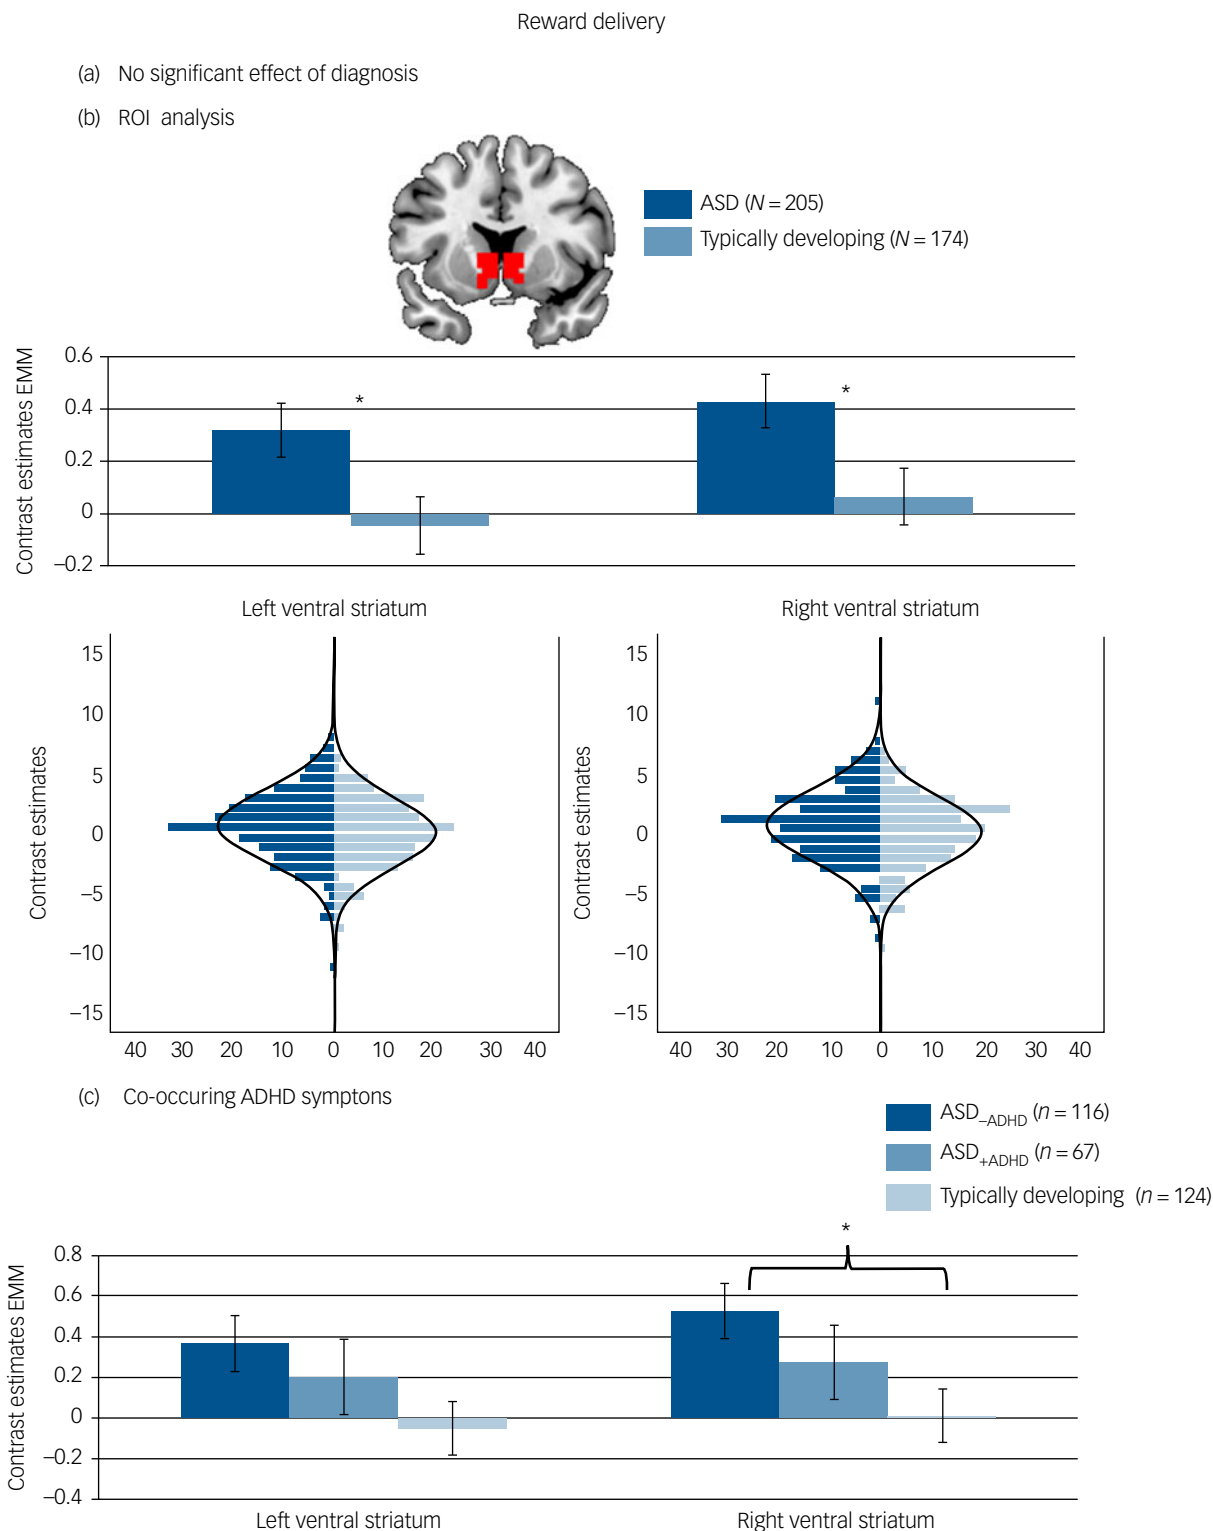 Reward delivery
(a) No significant effect of diagnosis
(b) ROI analysis
ASD (N = 205)
Typically developing (N = 174)
Contrast estimates EMM
0.6
0.4
0.2
0
–0.2
*
*
Left ventral striatum
Right ventral striatum
Contrast estimates
15
10
5
0
–5
–10
–15
40 30 20 10 0 10 20 30 40
Contrast estimates
15
10
5
0
–5
–10
–15
40 30 20 10 0 10 20 30 40
(c) Co-occuring ADHD symptons
ASD–ADHD (n = 116)
ASD+ADHD (n = 67)
Typically developing (n = 124)
*
Contrast estimates EMM
0.8
0.6
0.4
0.2
0
–0.2
–0.4
Left ventral striatum
Right ventral striatum